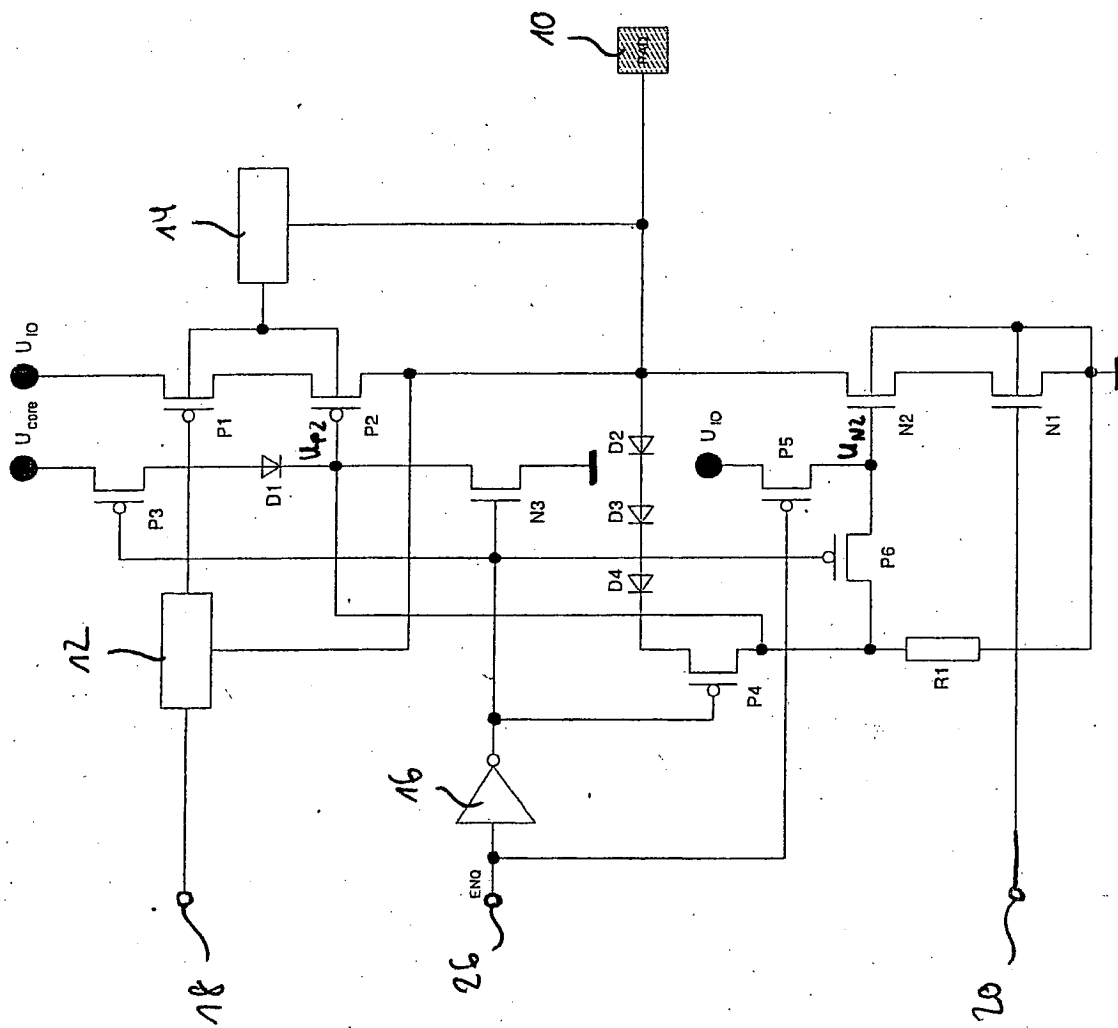 10
PAD
14
U_IO
U_core
P1
U_P2
P2
P3
D1
N3
12
D2
D3
D4
U_IO
P5
U_N2
N2
N1
P6
P4
R1
16
ENQ
18
26
20